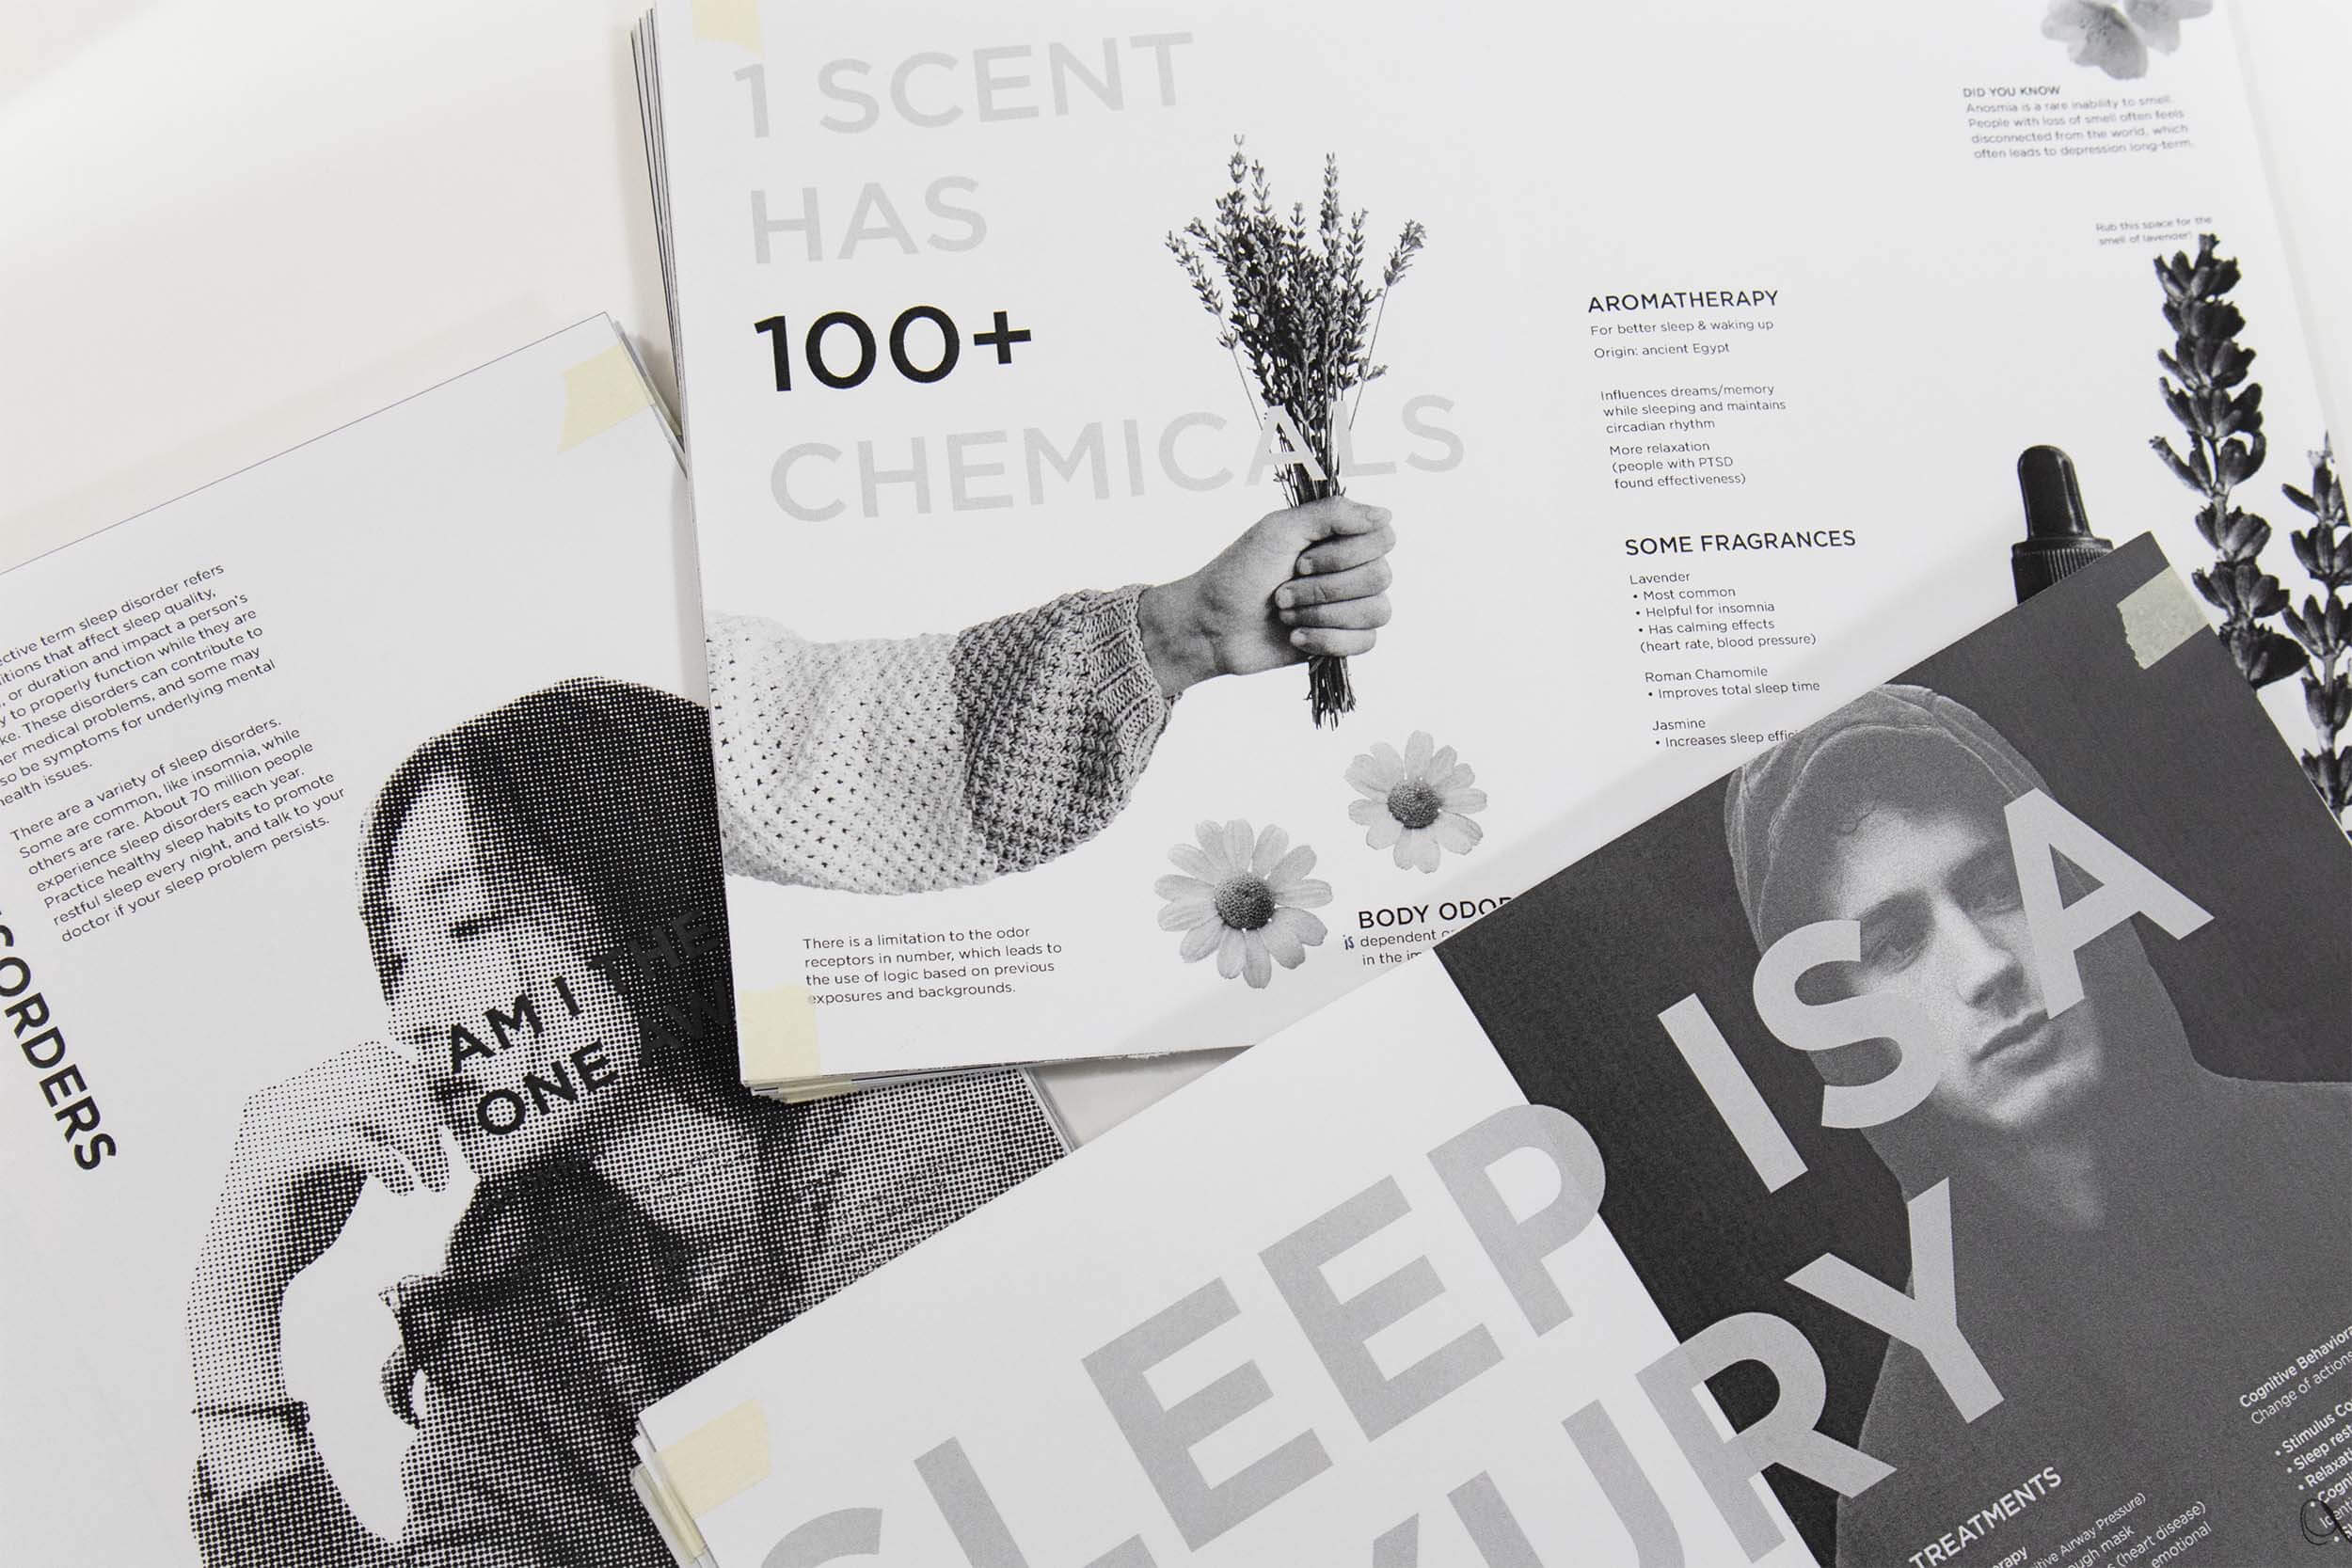 1 SCENT
HAS
100+
CHEMICALS
There is a limitation to the odor
receptors in number, which leads to
the use of logic based on previous
exposures and backgrounds.
DID YOU KNOW
Anosmia is a rare inability to smell.
People with loss of smell often feels
disconnected from the world, which
often leads to depression long-term.
Rub this space for the
smell of lavender!
AROMATHERAPY
For better sleep & waking up
Origin: ancient Egypt
Influences dreams/memory
while sleeping and maintains
circadian rhythm
More relaxation
(people with PTSD
found effectiveness)
SOME FRAGRANCES
Lavender
• Most common
• Helpful for insomnia
• Has calming effects
(heart rate, blood pressure)
Roman Chamomile
• Improves total sleep time
Jasmine
• Increases sleep
BODY ODOR
is dependent
in the
term sleep disorder refers
that affect sleep quality,
or duration and impact a person's
to properly function while they are
These disorders can contribute to
medical problems, and some may
be symptoms for underlying mental
health issues.
There are a variety of sleep disorders.
Some are common, like insomnia, while
others are rare. About 70 million people
experience sleep disorders each year.
Practice healthy sleep habits to promote
restful sleep every night, and talk to your
doctor if your sleep problem persists.
AM I THE
ONE
SLEEP IS A
TREATMENTS
Airway Pressure)
mask
(heart disease)
emotional
Cognitive
Change of actions
• Stimulus
• Sleep